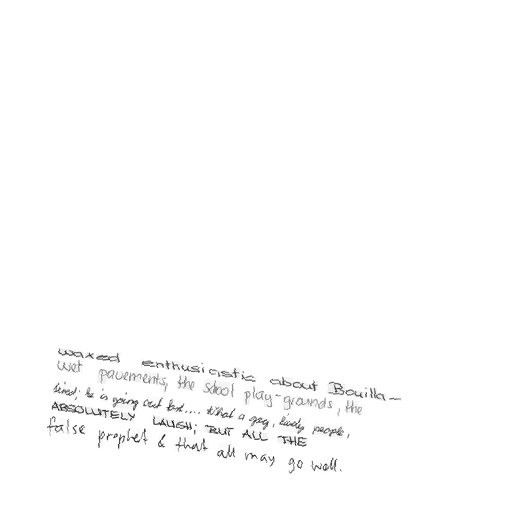 waxed enthusiastic about Bouilla-
wet pavements, the school play-grounds, the
tired; he is going out but.... What a gay, lively people,
ABSOLUTELY LAUGH; BUT ALL THE
false prophet & that all may go well.